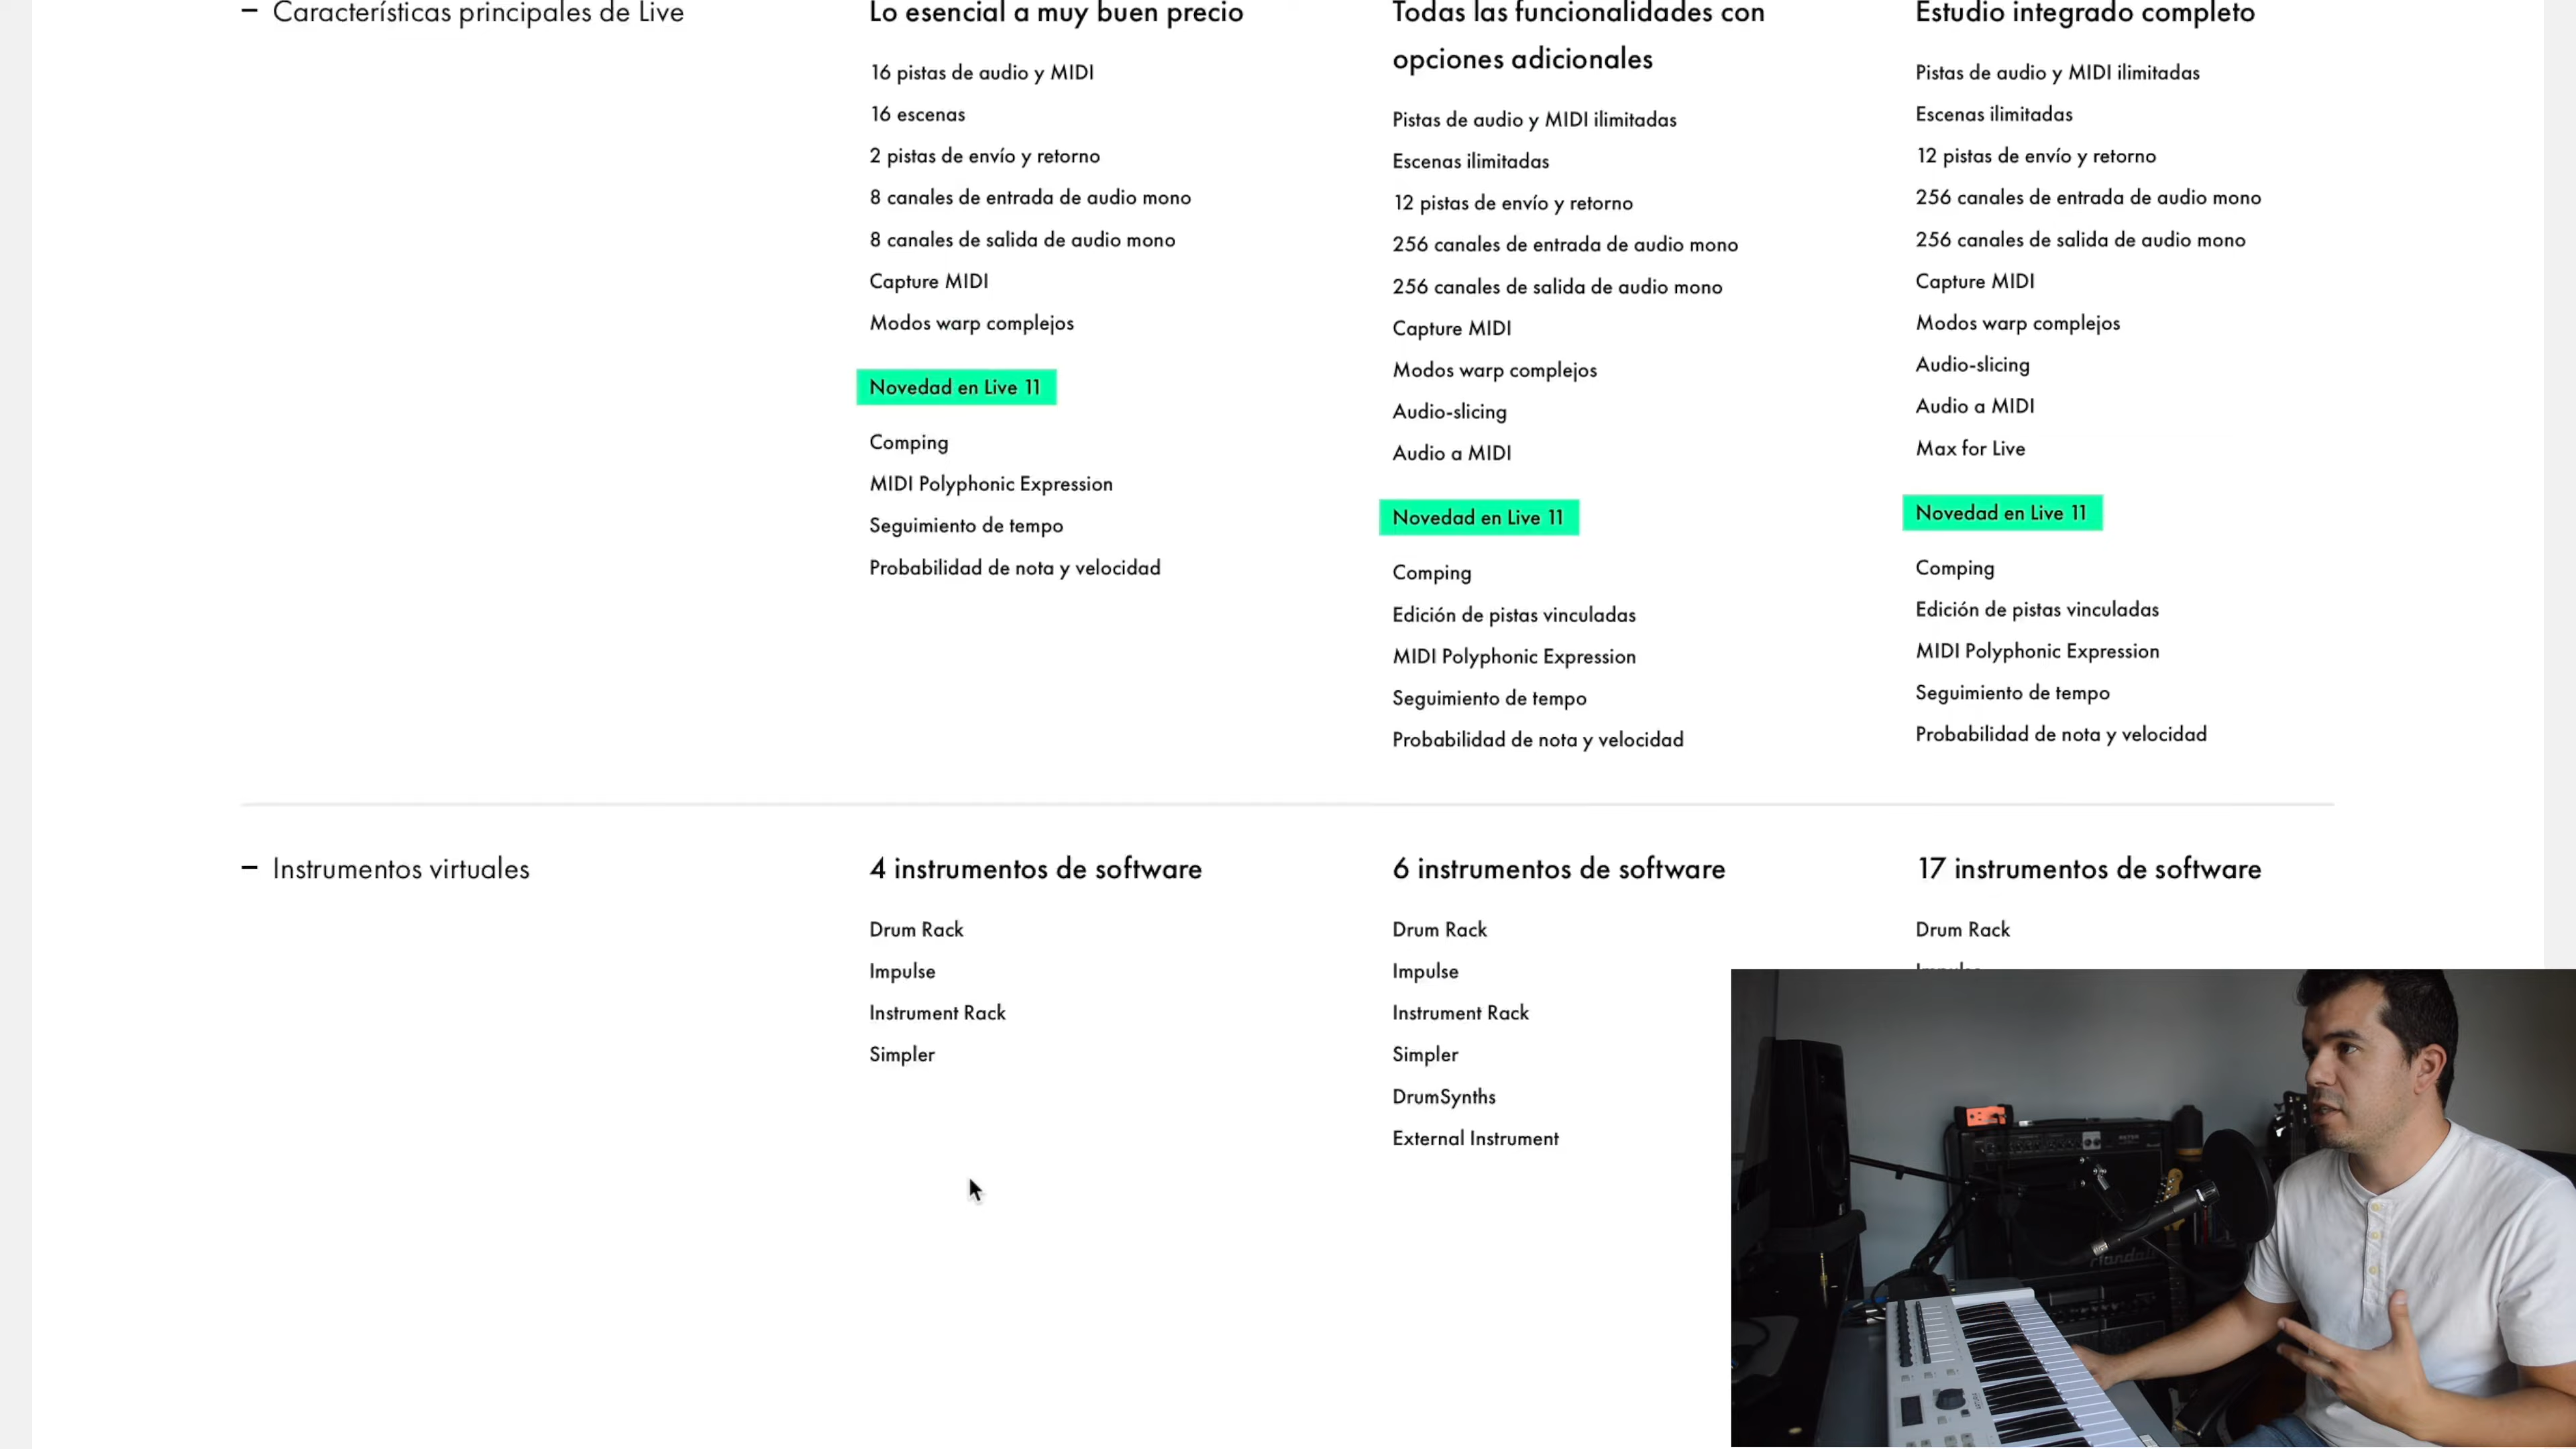 – Características principales de Live
Lo esencial a muy buen precio
16 pistas de audio y MIDI
16 escenas
2 pistas de envío y retorno
8 canales de entrada de audio mono
8 canales de salida de audio mono
Capture MIDI
Modos warp complejos
Novedad en Live 11
Comping
MIDI Polyphonic Expression
Seguimiento de tempo
Probabilidad de nota y velocidad
Todas las funcionalidades con
opciones adicionales
Pistas de audio y MIDI ilimitadas
Escenas ilimitadas
12 pistas de envío y retorno
256 canales de entrada de audio mono
256 canales de salida de audio mono
Capture MIDI
Modos warp complejos
Audio-slicing
Audio a MIDI
Novedad en Live 11
Comping
Edición de pistas vinculadas
MIDI Polyphonic Expression
Seguimiento de tempo
Probabilidad de nota y velocidad
Estudio integrado completo
Pistas de audio y MIDI ilimitadas
Escenas ilimitadas
12 pistas de envío y retorno
256 canales de entrada de audio mono
256 canales de salida de audio mono
Capture MIDI
Modos warp complejos
Audio-slicing
Audio a MIDI
Max for Live
Novedad en Live 11
Comping
Edición de pistas vinculadas
MIDI Polyphonic Expression
Seguimiento de tempo
Probabilidad de nota y velocidad
– Instrumentos virtuales
4 instrumentos de software
Drum Rack
Impulse
Instrument Rack
Simpler
6 instrumentos de software
Drum Rack
Impulse
Instrument Rack
Simpler
DrumSynths
External Instrument
17 instrumentos de software
Drum Rack
Randall